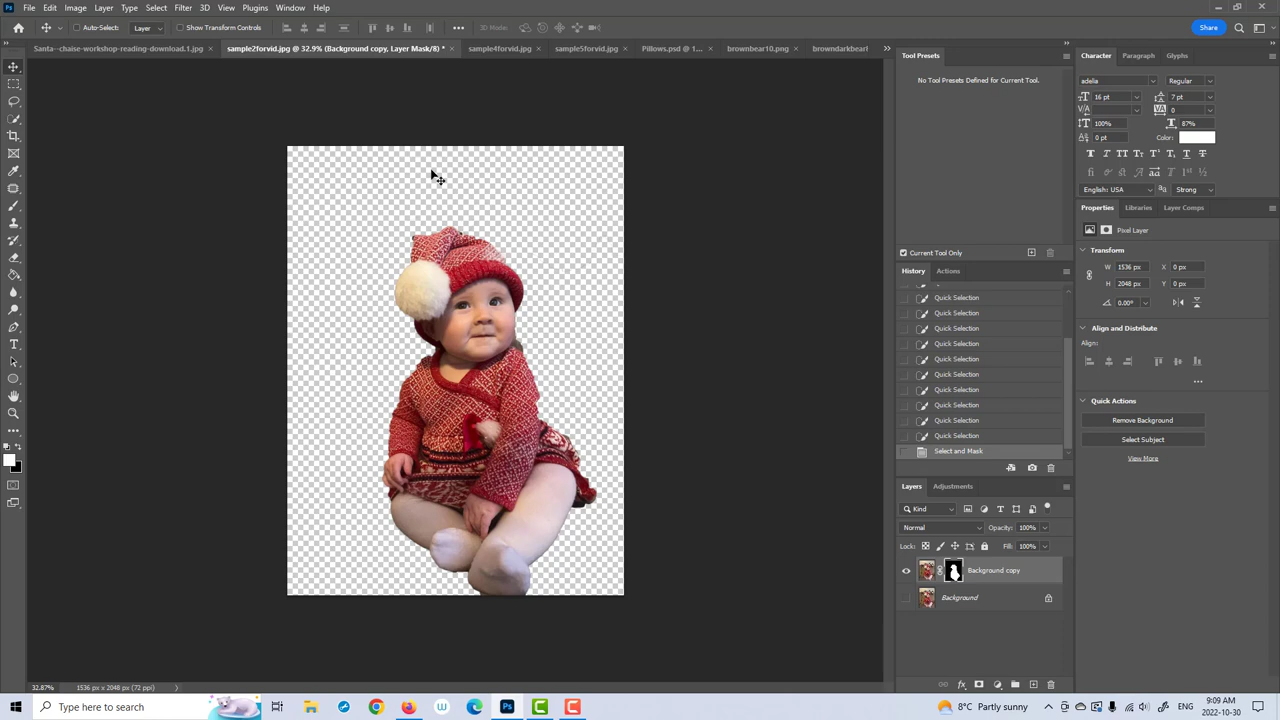 Ps File Edit Image Layer Type Select Filter 3D View Plugins Window Help
Auto-Select: Layer Show Transform Controls 3D Mode: Share
Santa--chaise-workshop-reading-download.1.jpg × sample2forvid.jpg @ 32.9% (Background copy, Layer Mask/8) * × sample4forvid.jpg × sample5forvid.jpg × Pillows.psd @ 1... × brownbear10.png × browndarkbear1
Tool Presets
No Tool Presets Defined for Current Tool.
Current Tool Only
History Actions
Quick Selection
Quick Selection
Quick Selection
Quick Selection
Quick Selection
Quick Selection
Quick Selection
Quick Selection
Quick Selection
Quick Selection
Select and Mask
Layers Adjustments
Kind
Normal Opacity: 100%
Lock: Fill: 100%
Background copy
Background
Character Paragraph Glyphs
adelia Regular
16 pt 7 pt
0
100% 87%
0 pt Color:
English: USA Strong
Properties Libraries Layer Comps
Pixel Layer
Transform
W 1536 px X 0 px
H 2048 px Y 0 px
0.00°
Align and Distribute
Align:
Quick Actions
Remove Background
Select Subject
View More
32.87% 1536 px x 2048 px (72 ppi)
Type here to search
8°C Partly sunny
9:09 AM
2022-10-30